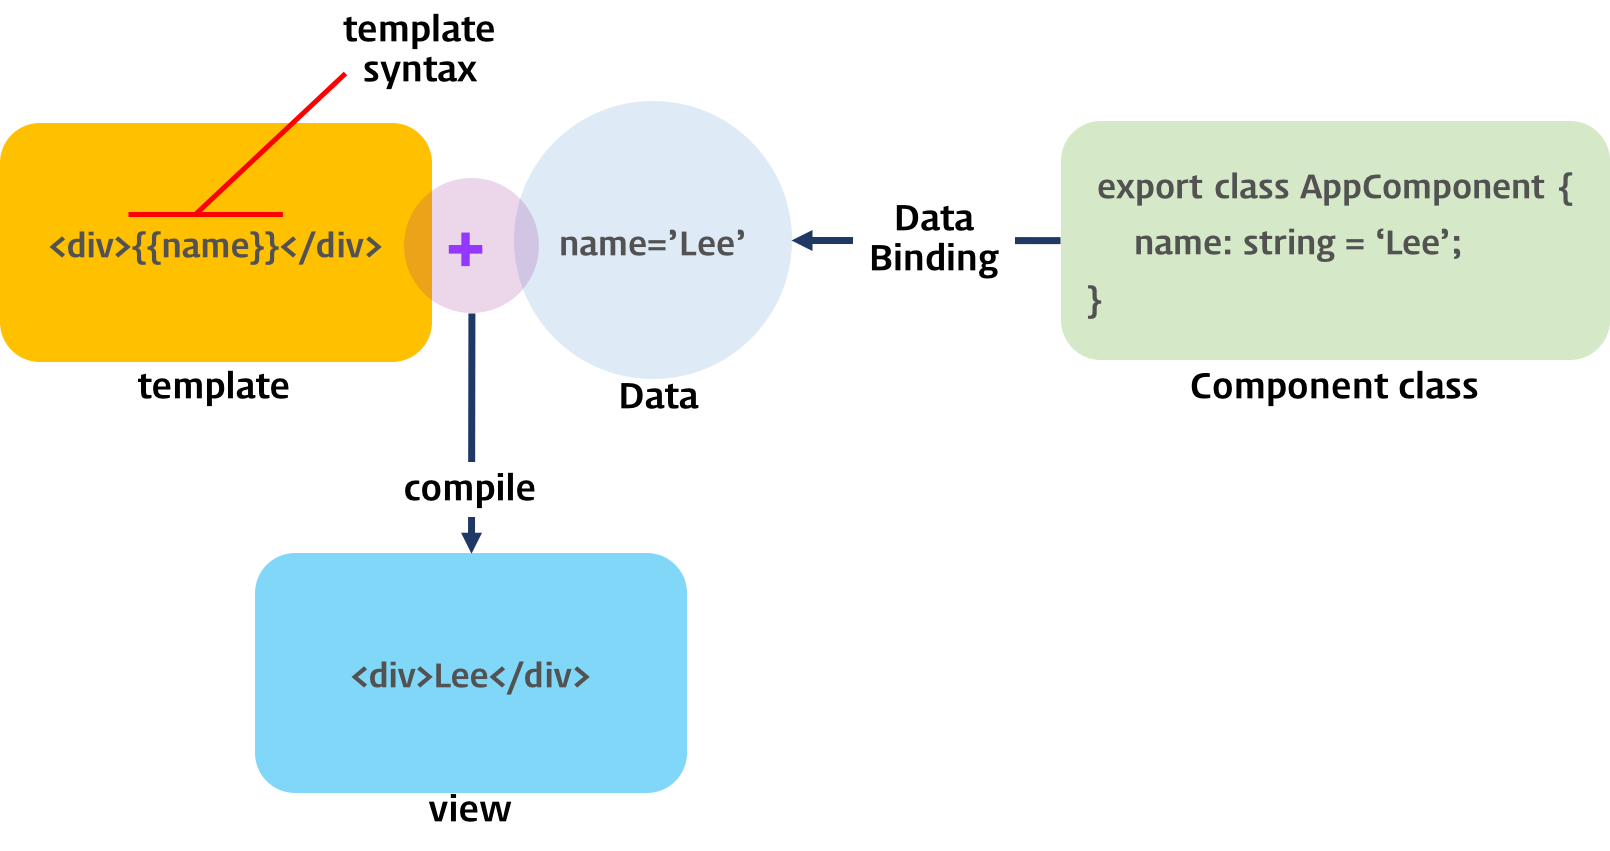 template
syntax
<div>{{name}}</div>
+
name=’Lee’
Data
Binding
export class AppComponent {
name: string = ‘Lee’;
}
template
Data
Component class
compile
<div>Lee</div>
view